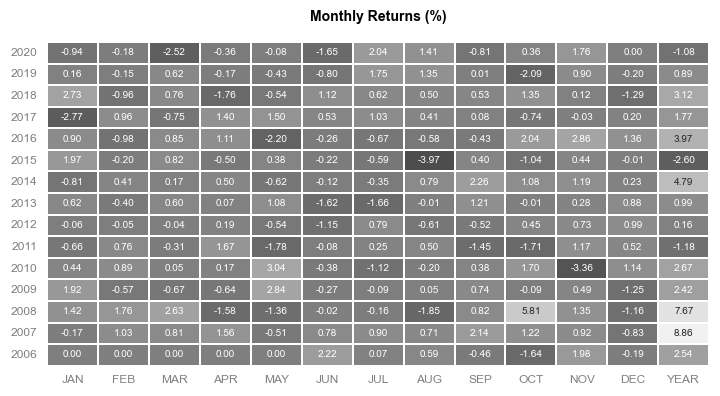 Monthly Returns (%)
2020 -0.94 -0.18 -2.52 -0.36 -0.08 -1.65 2.04 1.41 -0.81 0.36 1.76 0.00 -1.08
2019 0.16 -0.15 0.62 -0.17 -0.43 -0.80 1.75 1.35 0.01 -2.09 0.90 -0.20 0.89
2018 2.73 -0.96 0.76 -1.76 -0.54 1.12 0.62 0.50 0.53 1.35 0.12 -1.29 3.12
2017 -2.77 0.96 -0.75 1.40 1.50 0.53 1.03 0.41 0.08 -0.74 -0.03 0.20 1.77
2016 0.90 -0.98 0.85 1.11 -2.20 -0.26 -0.67 -0.58 -0.43 2.04 2.86 1.36 3.97
2015 1.97 -0.20 0.82 -0.50 0.38 -0.22 -0.59 -3.97 0.40 -1.04 0.44 -0.01 -2.60
2014 -0.81 0.41 0.17 0.50 -0.62 -0.12 -0.35 0.79 2.26 1.08 1.19 0.23 4.79
2013 0.62 -0.40 0.60 0.07 1.08 -1.62 -1.66 -0.01 1.21 -0.01 0.28 0.88 0.99
2012 -0.06 -0.05 -0.04 0.19 -0.54 -1.15 0.79 -0.61 -0.52 0.45 0.73 0.99 0.16
2011 -0.66 0.76 -0.31 1.67 -1.78 -0.08 0.25 0.50 -1.45 -1.71 1.17 0.52 -1.18
2010 0.44 0.89 0.05 0.17 3.04 -0.38 -1.12 -0.20 0.38 1.70 -3.36 1.14 2.67
2009 1.92 -0.57 -0.67 -0.64 2.84 -0.27 -0.09 0.05 0.74 -0.09 0.49 -1.25 2.42
2008 1.42 1.76 2.63 -1.58 -1.36 -0.02 -0.16 -1.85 0.82 5.81 1.35 -1.16 7.67
2007 -0.17 1.03 0.81 1.56 -0.51 0.78 0.90 0.71 2.14 1.22 0.92 -0.83 8.86
2006 0.00 0.00 0.00 0.00 0.00 2.22 0.07 0.59 -0.46 -1.64 1.98 -0.19 2.54
JAN FEB MAR APR MAY JUN JUL AUG SEP OCT NOV DEC YEAR